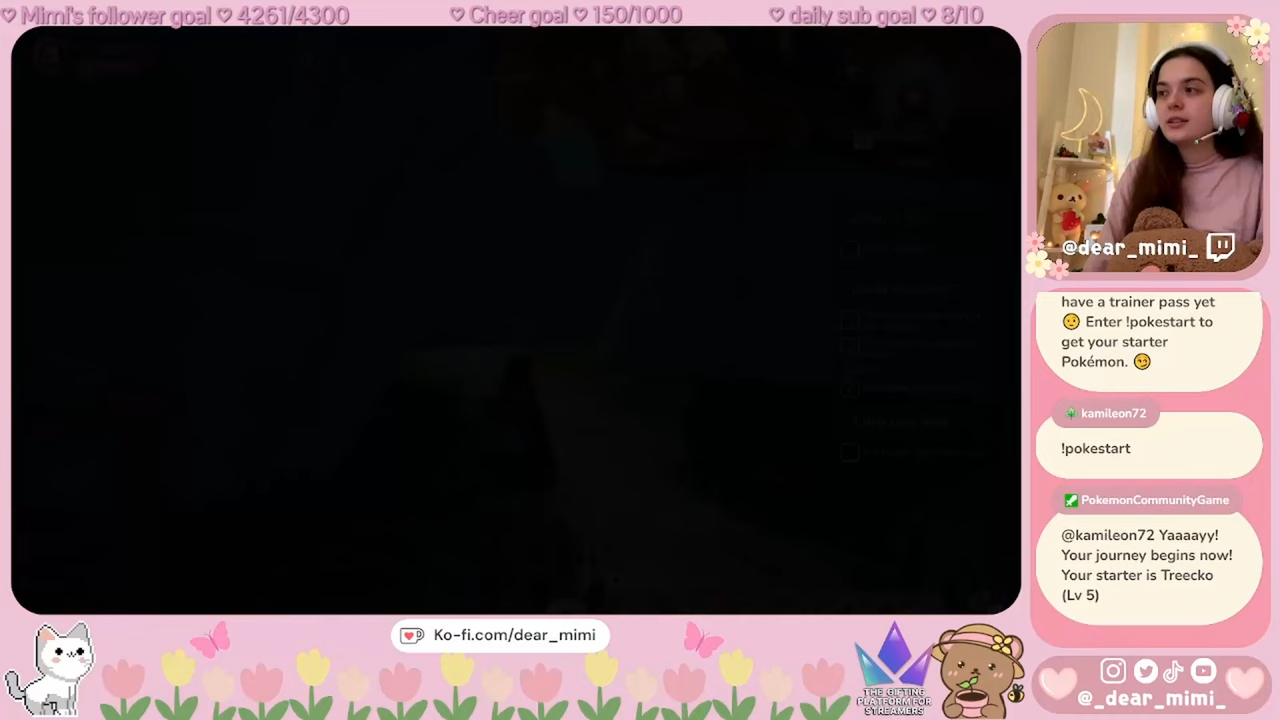 ♡ Mimi's follower goal ♡ 4261/4300
♡ Cheer goal ♡ 150/1000
♡ daily sub goal ♡ 8/10
@dear_mimi_
have a trainer pass yet
😏 Enter !pokestart to
get your starter
Pokémon. 😏
kamileon72
!pokestart
PokemonCommunityGame
@kamileon72 Yaaaayy!
Your journey begins now!
Your starter is Treecko
(Lv 5)
Ko-fi.com/dear_mimi
THE GIFTING
PLATFORM FOR
STREAMERS
@_dear_mimi_